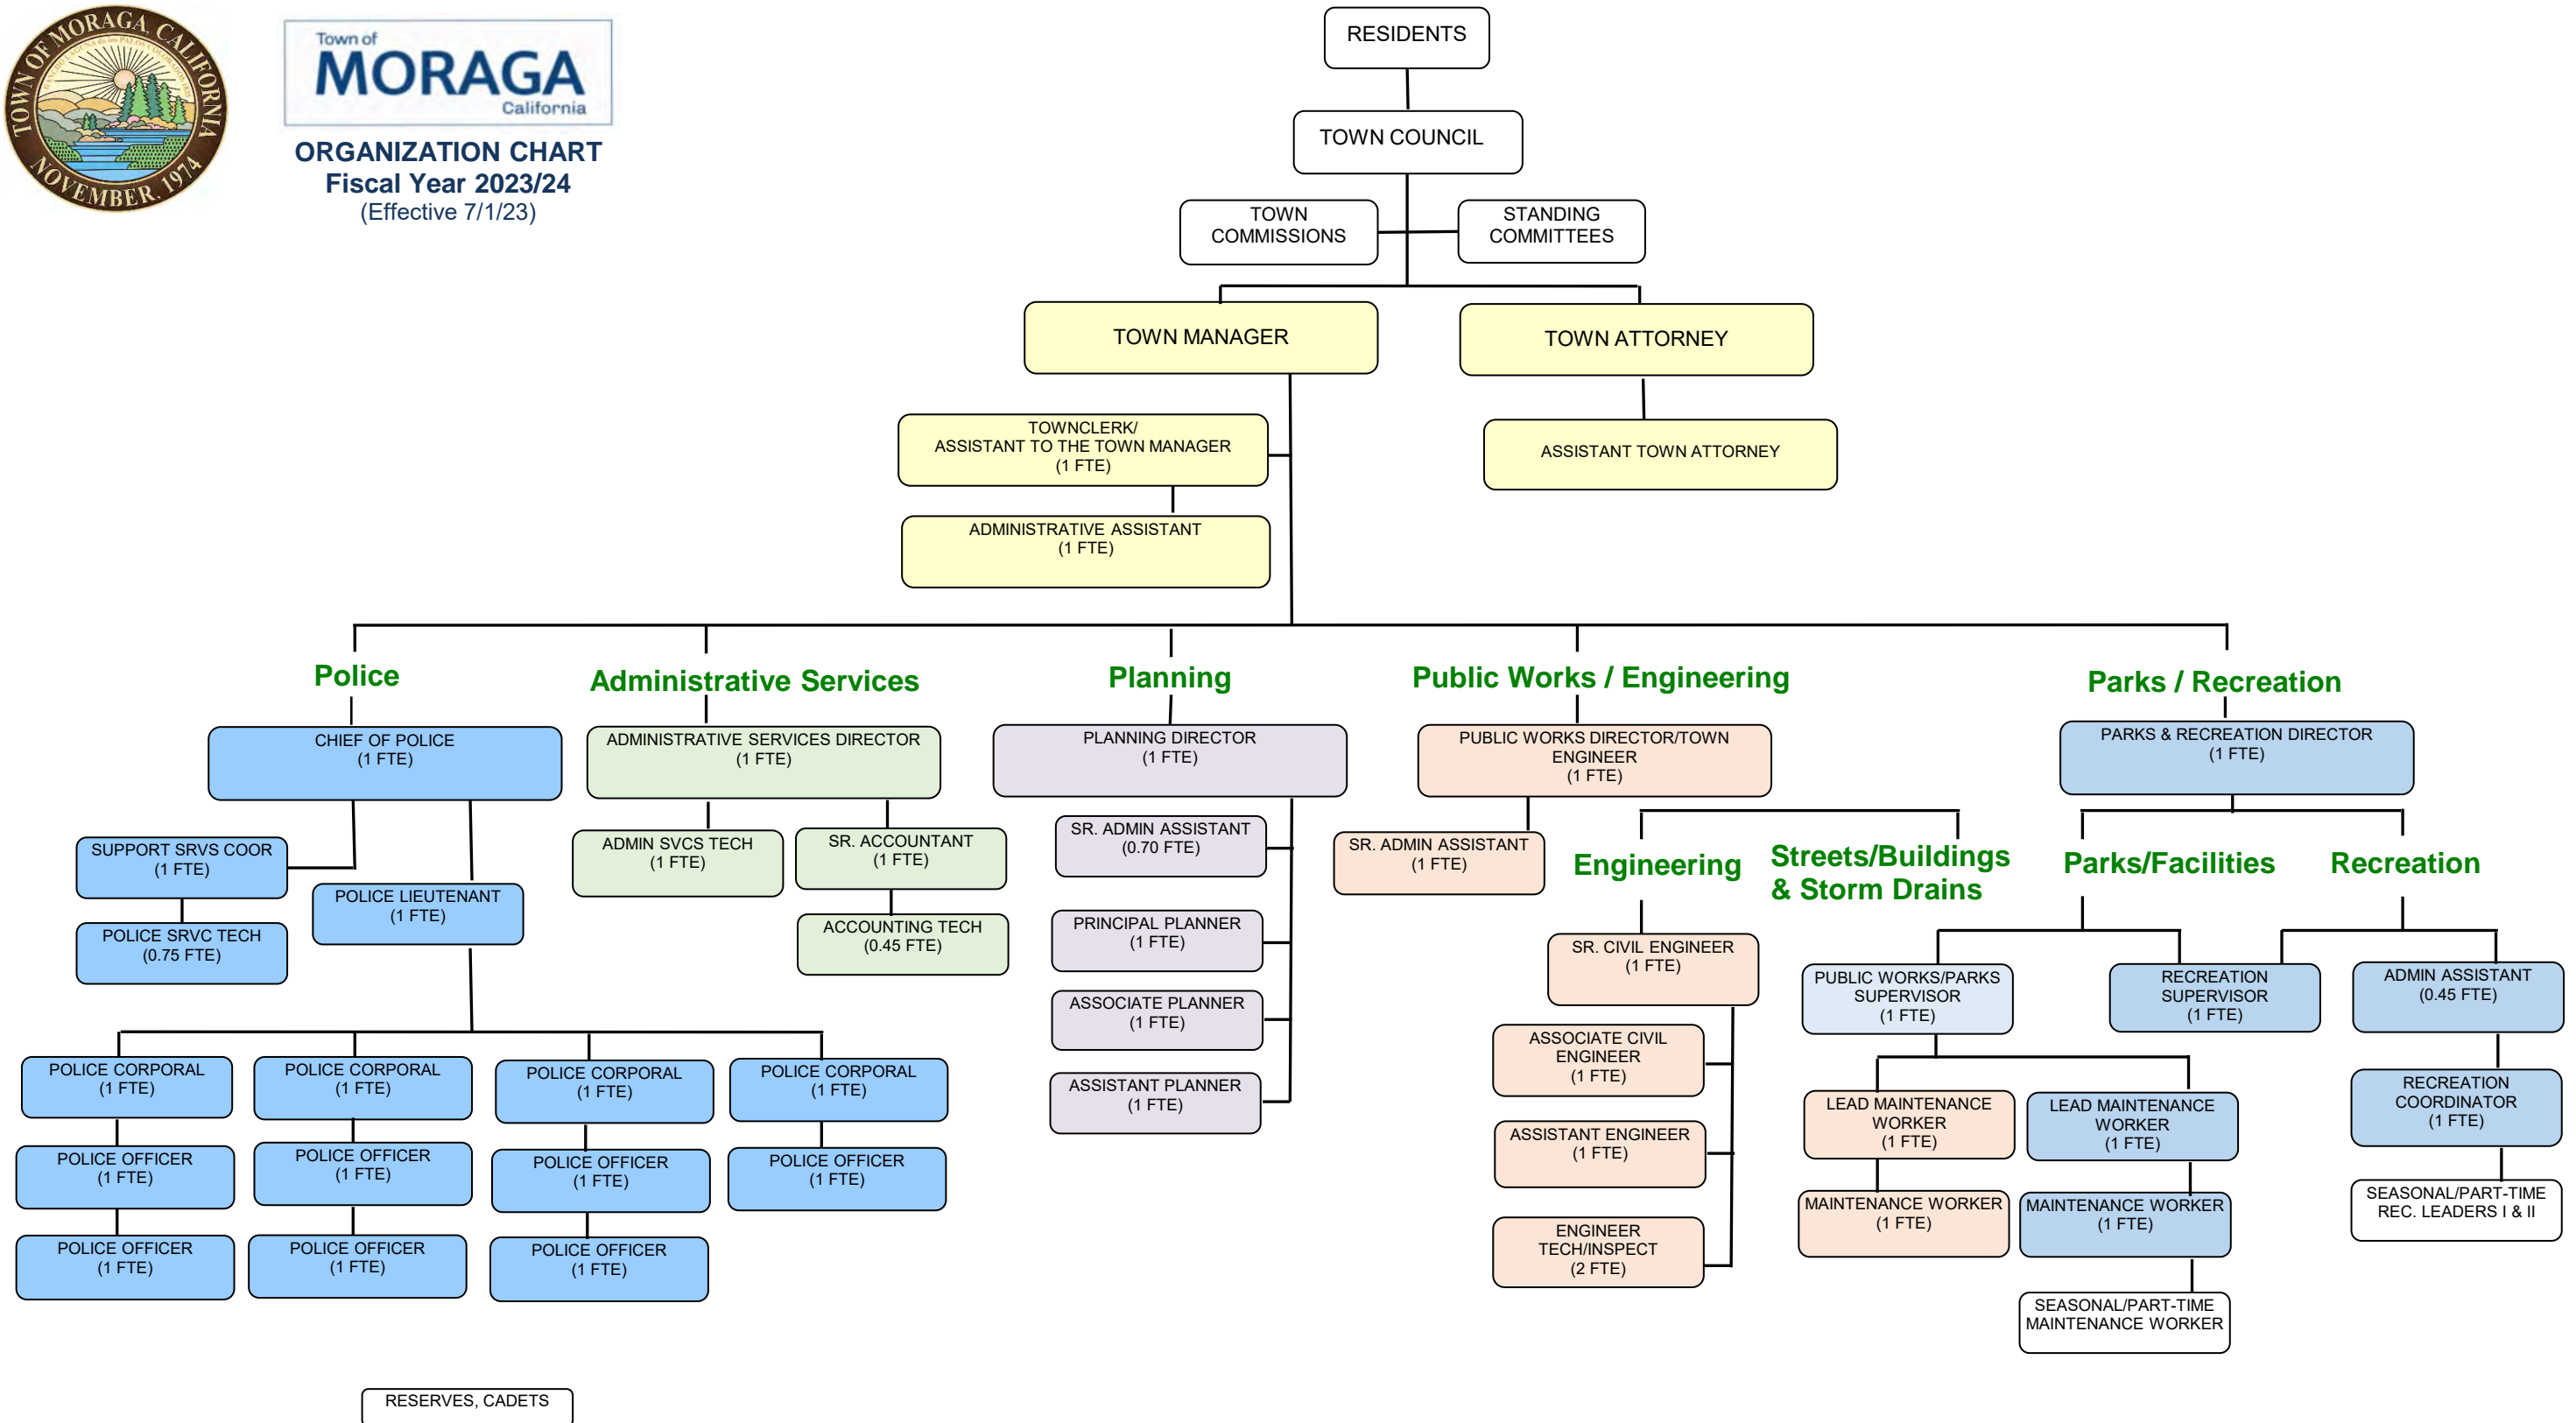 TOWN OF MORAGA, CALIFORNIA
NOVEMBER, 1974
Town of
MORAGA
California
ORGANIZATION CHART
Fiscal Year 2023/24
(Effective 7/1/23)
RESIDENTS
TOWN COUNCIL
TOWN
COMMISSIONS
STANDING
COMMITTEES
TOWN MANAGER
TOWN ATTORNEY
TOWNCLERK/
ASSISTANT TO THE TOWN MANAGER
(1 FTE)
ASSISTANT TOWN ATTORNEY
ADMINISTRATIVE ASSISTANT
(1 FTE)
Police
CHIEF OF POLICE
(1 FTE)
SUPPORT SRVS COOR
(1 FTE)
POLICE SRVC TECH
(0.75 FTE)
POLICE LIEUTENANT
(1 FTE)
POLICE CORPORAL
(1 FTE)
POLICE OFFICER
(1 FTE)
POLICE OFFICER
(1 FTE)
POLICE CORPORAL
(1 FTE)
POLICE OFFICER
(1 FTE)
POLICE OFFICER
(1 FTE)
POLICE CORPORAL
(1 FTE)
POLICE OFFICER
(1 FTE)
POLICE OFFICER
(1 FTE)
POLICE CORPORAL
(1 FTE)
POLICE OFFICER
(1 FTE)
RESERVES, CADETS
Administrative Services
ADMINISTRATIVE SERVICES DIRECTOR
(1 FTE)
ADMIN SVCS TECH
(1 FTE)
SR. ACCOUNTANT
(1 FTE)
ACCOUNTING TECH
(0.45 FTE)
Planning
PLANNING DIRECTOR
(1 FTE)
SR. ADMIN ASSISTANT
(0.70 FTE)
PRINCIPAL PLANNER
(1 FTE)
ASSOCIATE PLANNER
(1 FTE)
ASSISTANT PLANNER
(1 FTE)
Public Works / Engineering
PUBLIC WORKS DIRECTOR/TOWN
ENGINEER
(1 FTE)
SR. ADMIN ASSISTANT
(1 FTE)
Engineering
SR. CIVIL ENGINEER
(1 FTE)
ASSOCIATE CIVIL
ENGINEER
(1 FTE)
ASSISTANT ENGINEER
(1 FTE)
ENGINEER
TECH/INSPECT
(2 FTE)
Streets/Buildings
& Storm Drains
Parks / Recreation
PARKS & RECREATION DIRECTOR
(1 FTE)
Parks/Facilities
PUBLIC WORKS/PARKS
SUPERVISOR
(1 FTE)
LEAD MAINTENANCE
WORKER
(1 FTE)
MAINTENANCE WORKER
(1 FTE)
LEAD MAINTENANCE
WORKER
(1 FTE)
MAINTENANCE WORKER
(1 FTE)
SEASONAL/PART-TIME
MAINTENANCE WORKER
Recreation
RECREATION
SUPERVISOR
(1 FTE)
ADMIN ASSISTANT
(0.45 FTE)
RECREATION
COORDINATOR
(1 FTE)
SEASONAL/PART-TIME
REC. LEADERS I & II